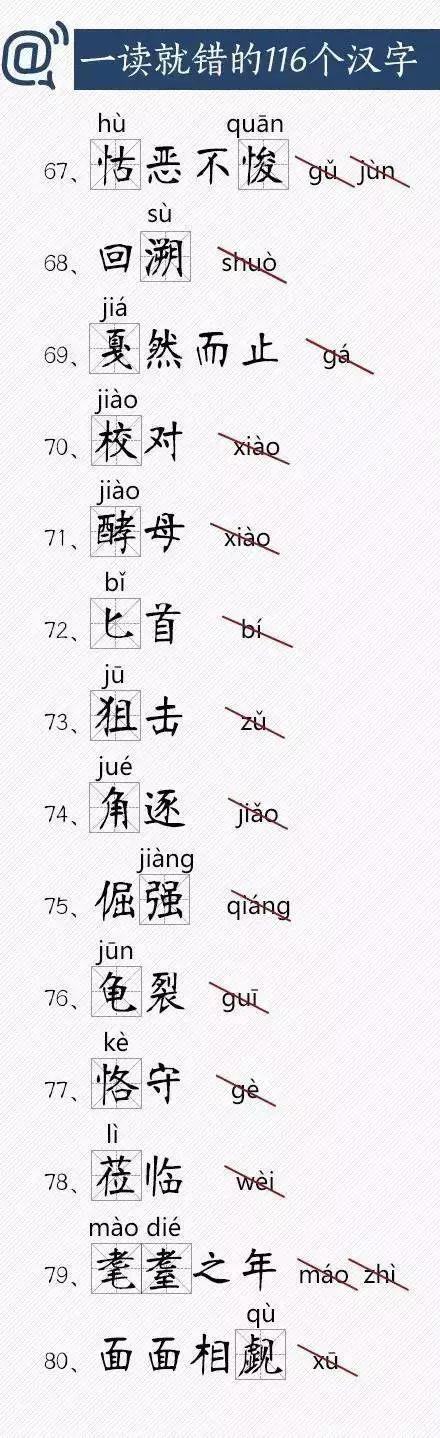 @ 一读就错的116个汉字
hù quān
67、怙恶不悛 gǔ jùn
sù
68、回溯 shuò
jiá
69、戛然而止 gá
jiào
70、校对 xiào
jiào
71、酵母 xiào
bǐ
72、匕首 bí
jū
73、狙击 zǔ
jué
74、角逐 jiǎo
jiàng
75、倔强 qiáng
jūn
76、龟裂 guī
kè
77、恪守 gè
lì
78、莅临 wèi
mào dié
79、耄耋之年 máo zhì
qù
80、面面相觑 xū